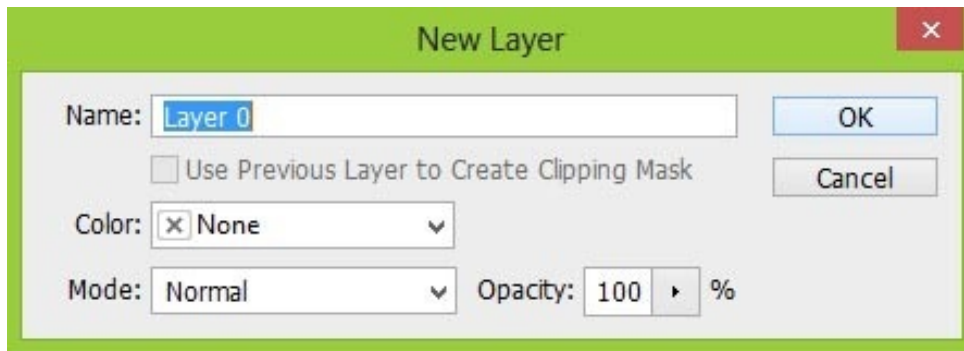 New Layer
Name: Layer 0 OK
Use Previous Layer to Create Clipping Mask Cancel
Color: None
Mode: Normal Opacity: 100 %